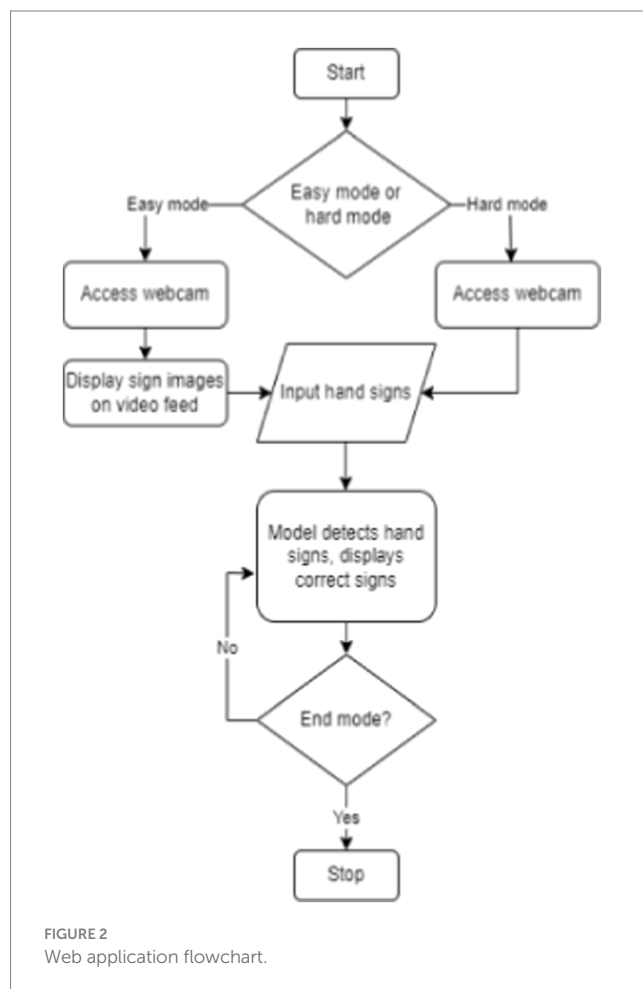 Start
Easy mode or
hard mode
Easy mode
Hard mode
Access webcam
Access webcam
Display sign images
on video feed
Input hand signs
Model detects hand
signs, displays
correct signs
No
End mode?
Yes
Stop
FIGURE 2
Web application flowchart.